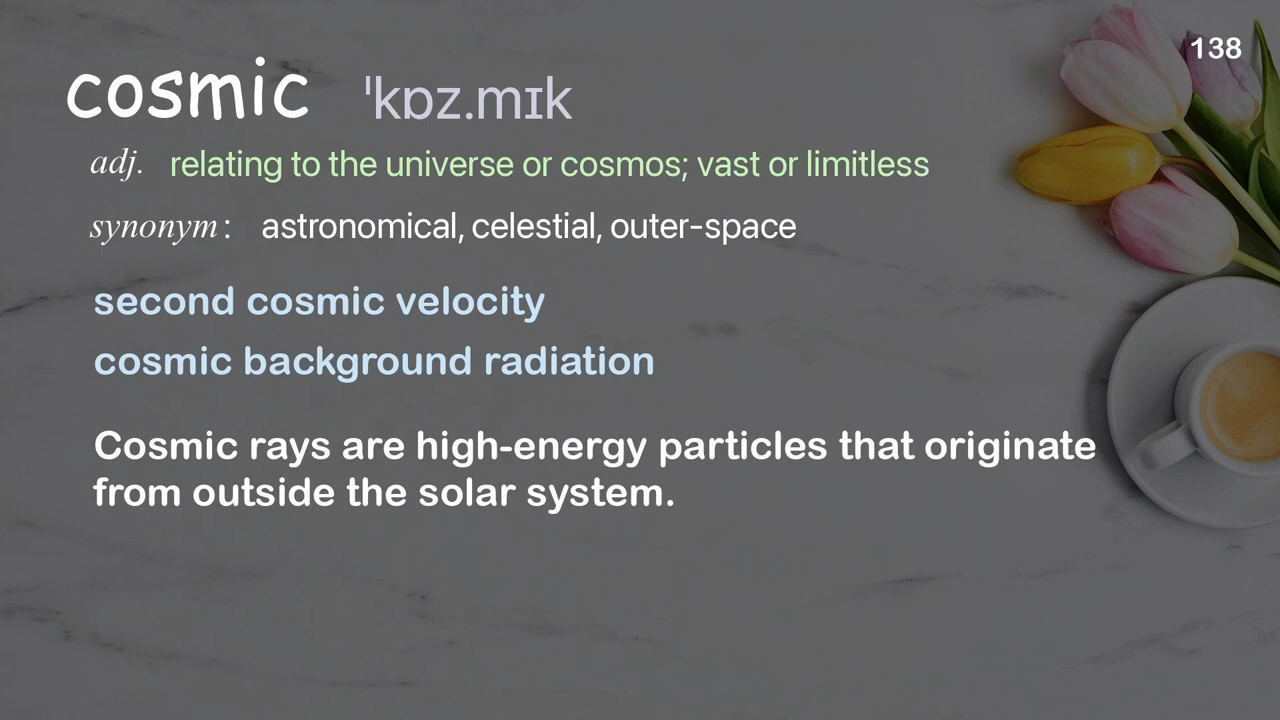 138
cosmic ˈkɒz.mɪk
adj. relating to the universe or cosmos; vast or limitless
synonym: astronomical, celestial, outer-space
second cosmic velocity
cosmic background radiation
Cosmic rays are high-energy particles that originate
from outside the solar system.